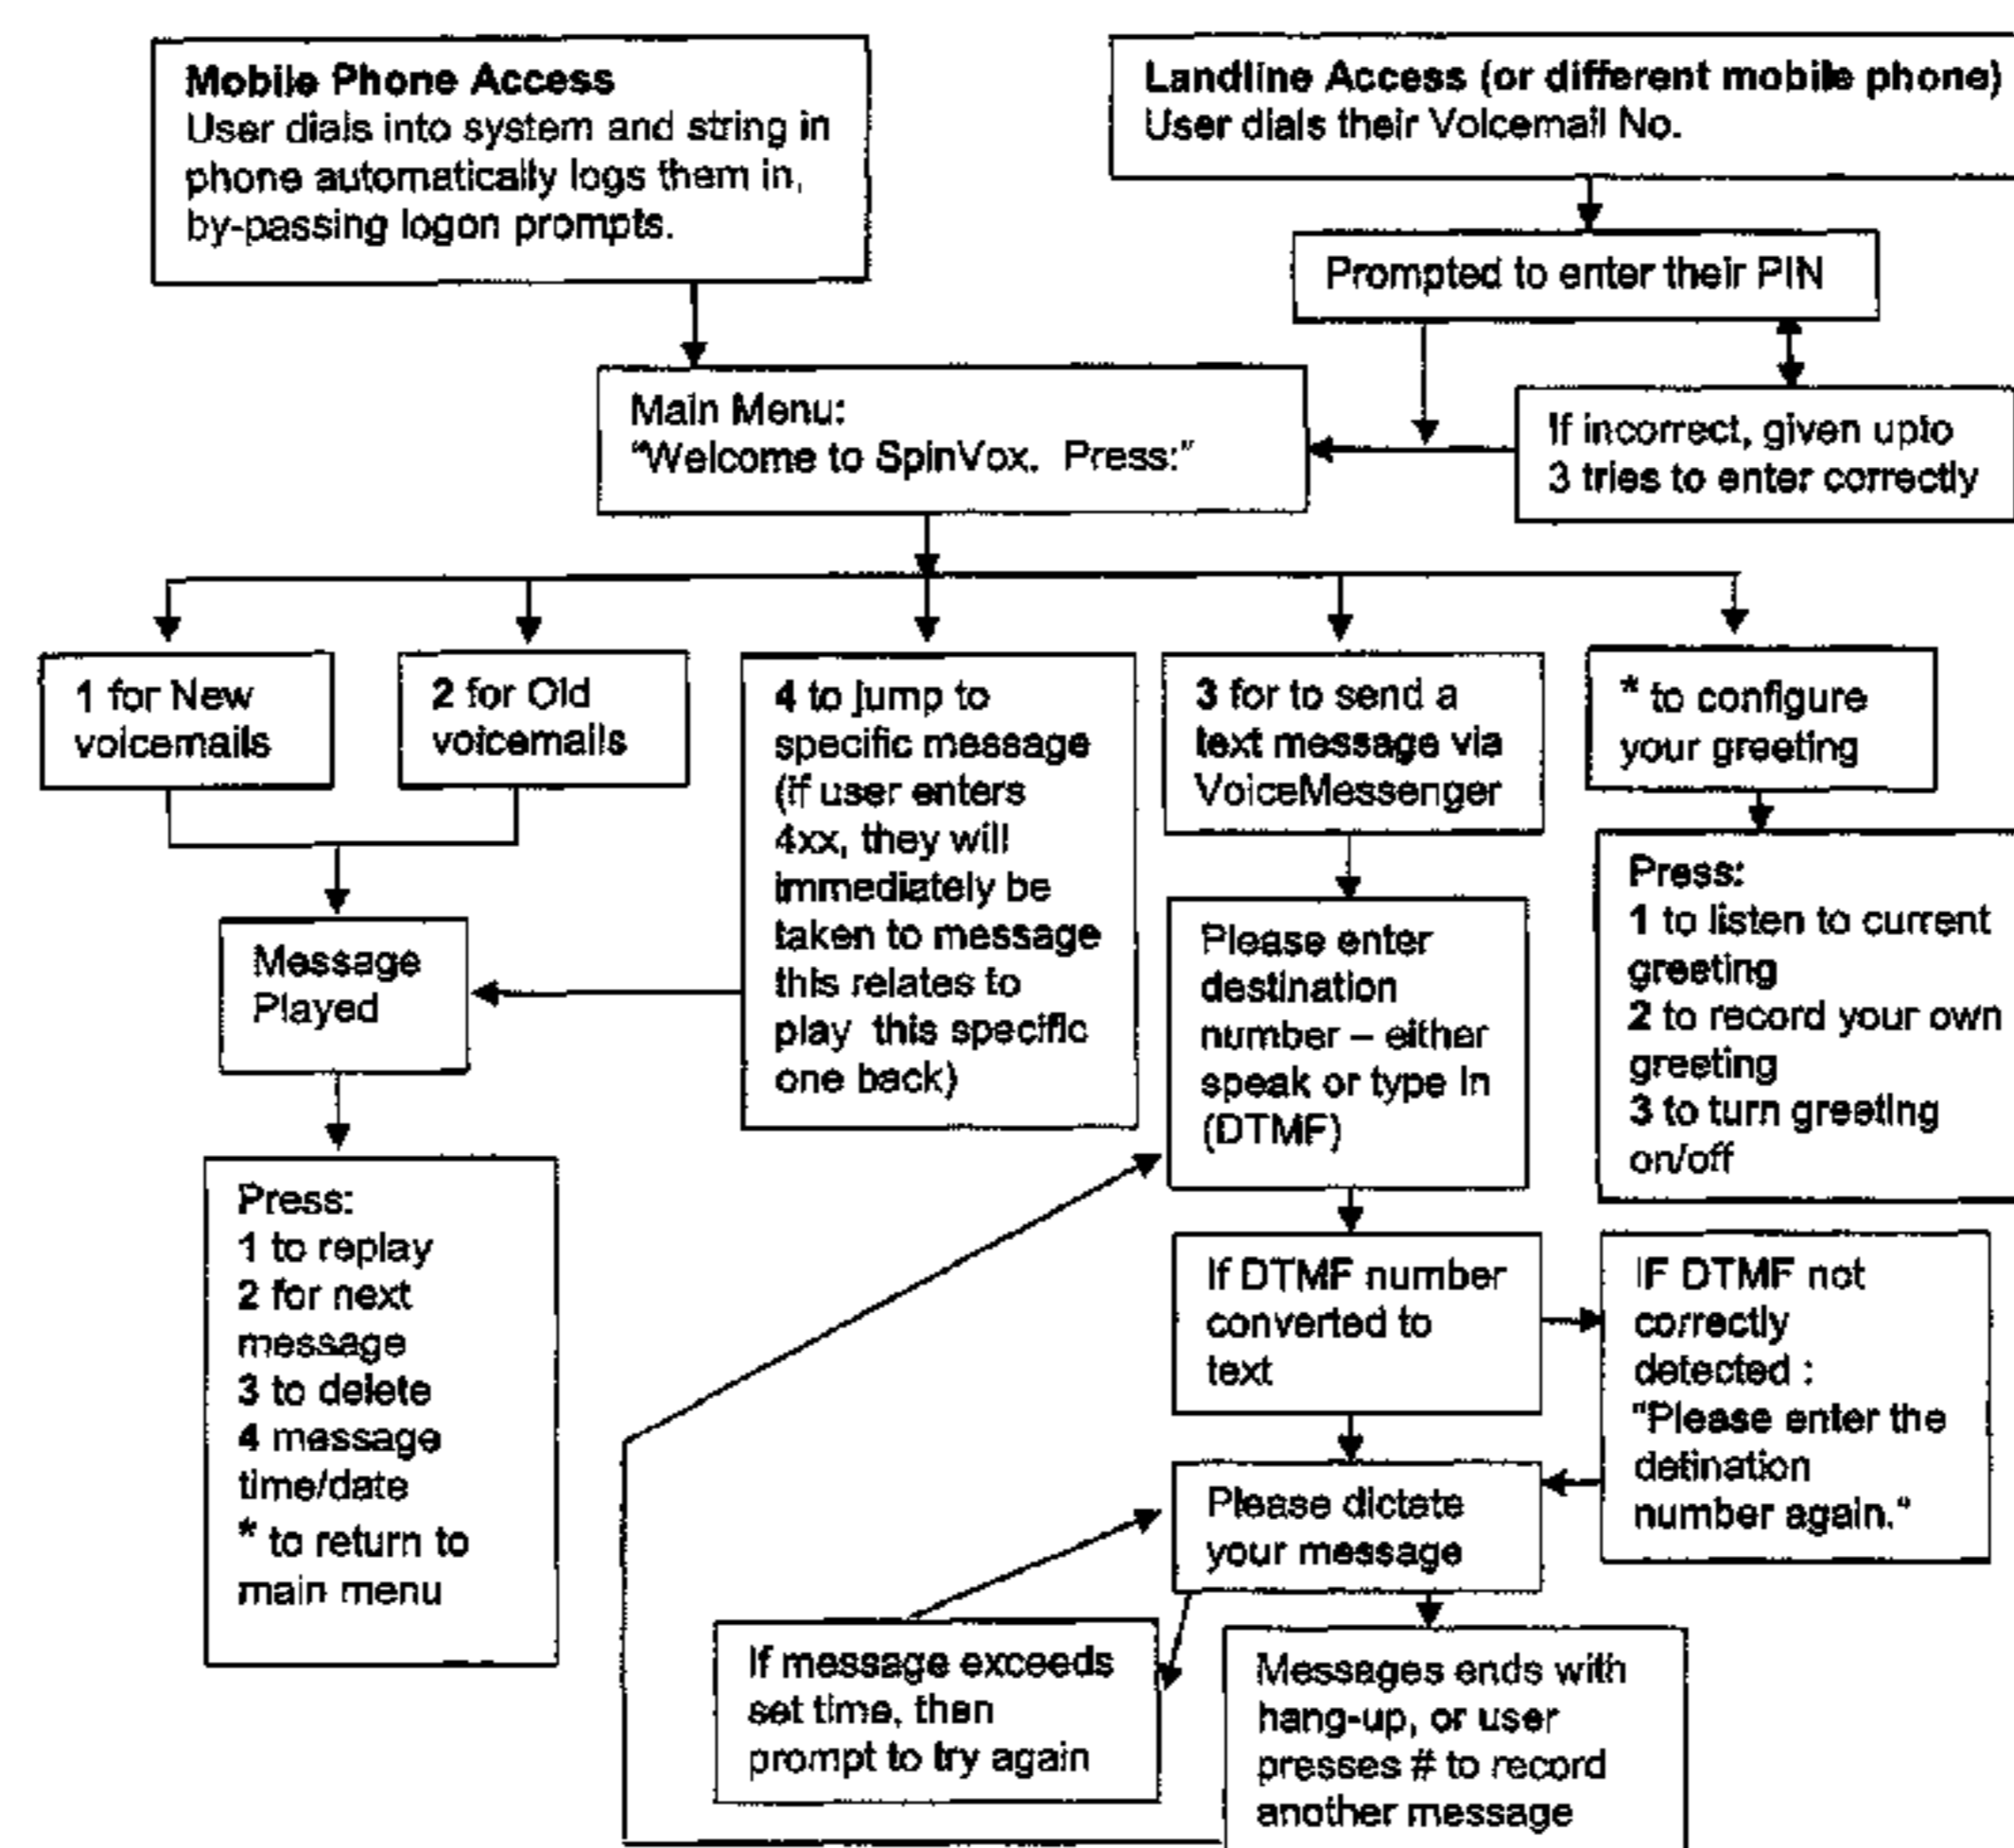 Mobile Phone Access
User dials into system and string in
phone automatically logs them in,
by-passing logon prompts.
Landline Access (or different mobile phone)
User dials their Voicemail No.
Prompted to enter their PIN
Main Menu:
"Welcome to SpinVox. Press:"
If incorrect, given upto
3 tries to enter correctly
1 for New
voicemails
2 for Old
voicemails
4 to jump to
specific message
(if user enters
4xx, they will
immediately be
taken to message
this relates to
play this specific
one back)
3 for to send a
text message via
VoiceMessenger
* to configure
your greeting
Message
Played
Please enter
destination
number – either
speak or type in
(DTMF)
Press:
1 to listen to current
greeting
2 to record your own
greeting
3 to turn greeting
on/off
Press:
1 to replay
2 for next
message
3 to delete
4 message
time/date
* to return to
main menu
If DTMF number
converted to
text
IF DTMF not
correctly
detected :
"Please enter the
detination
number again."
Please dictate
your message
If message exceeds
set time, then
prompt to try again
Messages ends with
hang-up, or user
presses # to record
another message